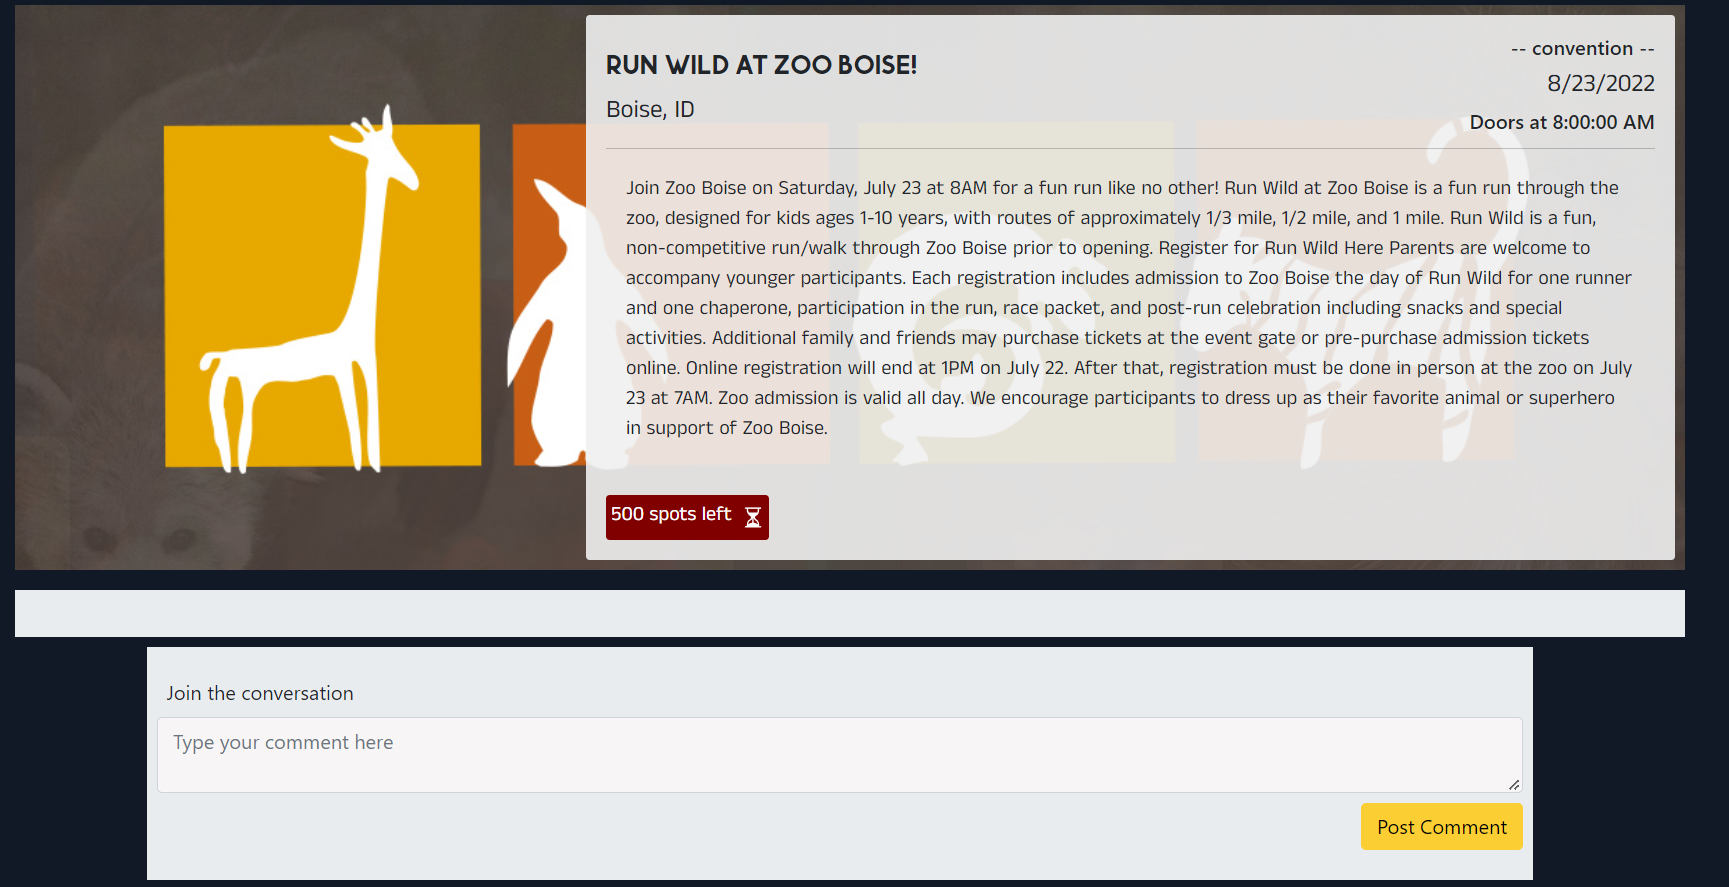 RUN WILD AT ZOO BOISE!
Boise, ID
-- convention --
8/23/2022
Doors at 8:00:00 AM
Join Zoo Boise on Saturday, July 23 at 8AM for a fun run like no other! Run Wild at Zoo Boise is a fun run through the
zoo, designed for kids ages 1-10 years, with routes of approximately 1/3 mile, 1/2 mile, and 1 mile. Run Wild is a fun,
non-competitive run/walk through Zoo Boise prior to opening. Register for Run Wild Here Parents are welcome to
accompany younger participants. Each registration includes admission to Zoo Boise the day of Run Wild for one runner
and one chaperone, participation in the run, race packet, and post-run celebration including snacks and special
activities. Additional family and friends may purchase tickets at the event gate or pre-purchase admission tickets
online. Online registration will end at 1PM on July 22. After that, registration must be done in person at the zoo on July
23 at 7AM. Zoo admission is valid all day. We encourage participants to dress up as their favorite animal or superhero
in support of Zoo Boise.
500 spots left
Join the conversation
Type your comment here
Post Comment